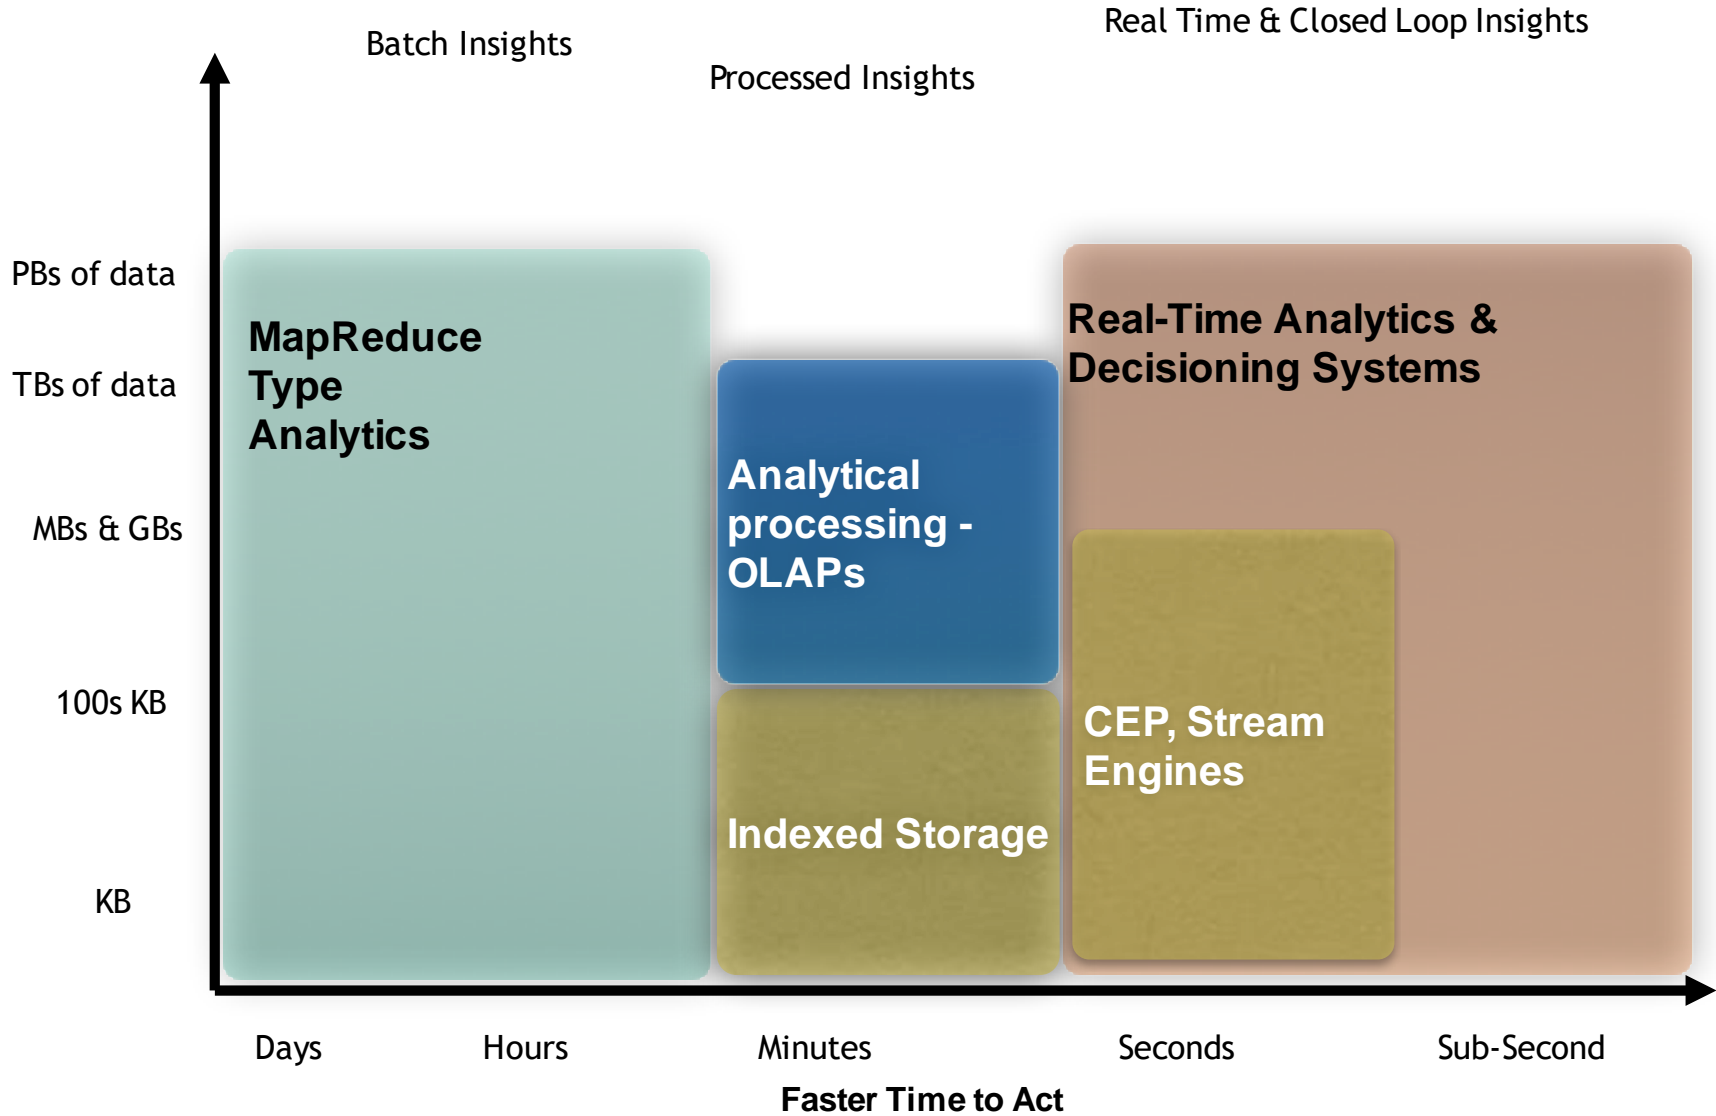 Real Time & Closed Loop Insights
Batch Insights
Processed Insights
PBs of data
TBs of data
MBs & GBs
100s KB
KB
MapReduce
Type
Analytics
Analytical
processing -
OLAPs
Indexed Storage
Real-Time Analytics &
Decisioning Systems
CEP, Stream
Engines
Days
Hours
Minutes
Seconds
Sub-Second
Faster Time to Act